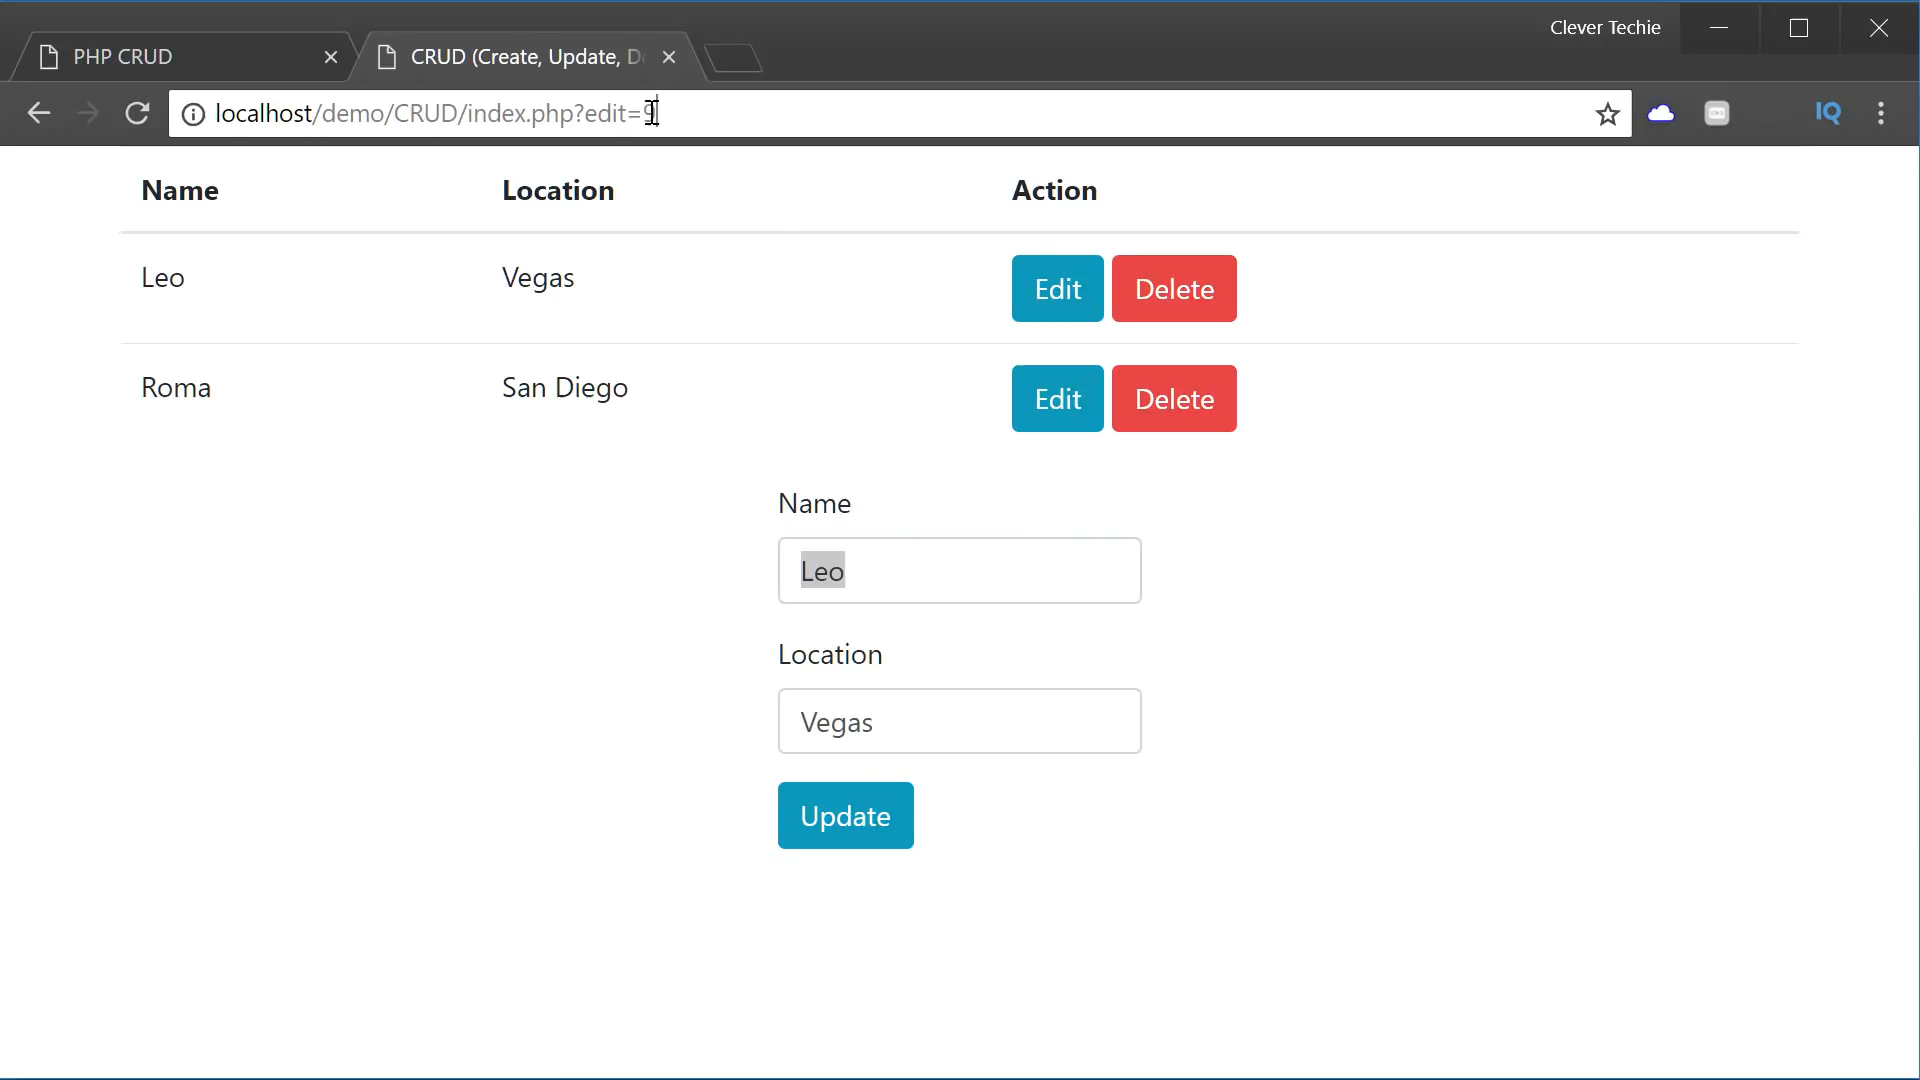 Clever Techie
PHP CRUD
CRUD (Create, Update, D
localhost/demo/CRUD/index.php?edit=9
IQ
Name Location Action
Leo Vegas Edit Delete
Roma San Diego Edit Delete
Name
Leo
Location
Vegas
Update